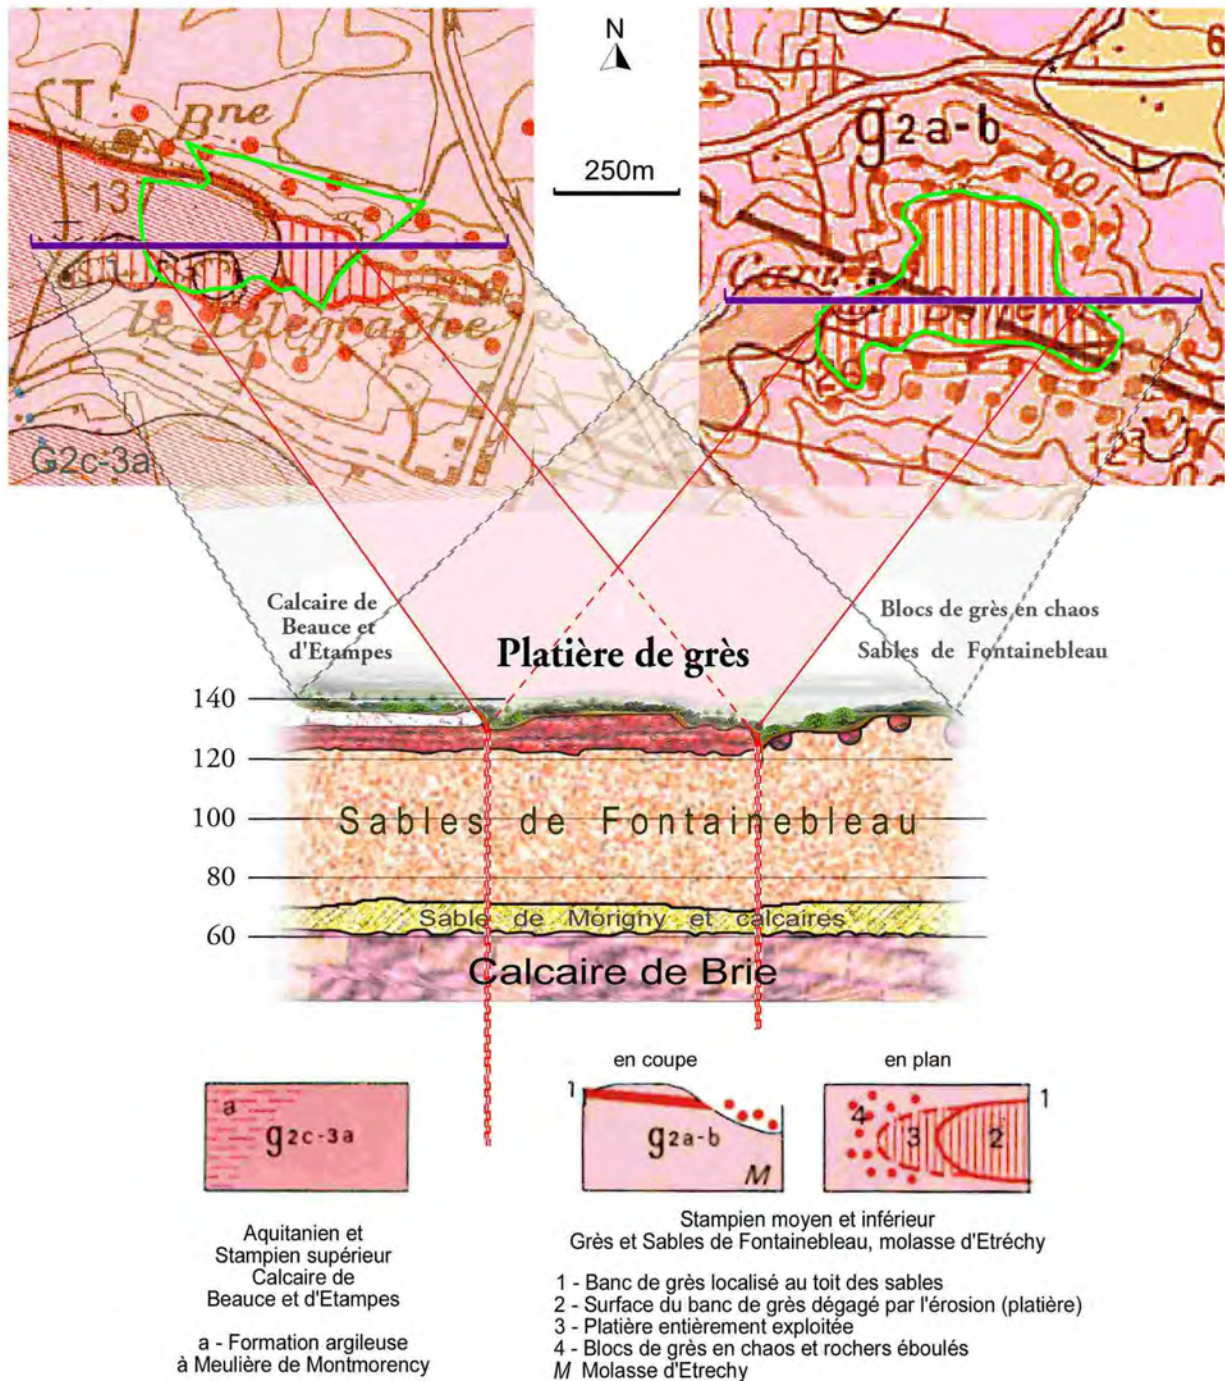 N
250m
T
Bne
13
le Télégraphe
G2c-3a
6
g2a-b
100
121
Calcaire de
Beauce et
d'Etampes
Platière de grès
Blocs de grès en chaos
Sables de Fontainebleau
140
120
100
80
60
Sables de Fontainebleau
Sable de Morigny et calcaires
Calcaire de Brie
a
g2c-3a
Aquitanien et
Stampien supérieur
Calcaire de
Beauce et d'Etampes
a - Formation argileuse
à Meulière de Montmorency
en coupe
1
g2a-b
M
en plan
4
3
2
1
Stampien moyen et inférieur
Grès et Sables de Fontainebleau, molasse d'Etréchy
1 - Banc de grès localisé au toit des sables
2 - Surface du banc de grès dégagé par l'érosion (platière)
3 - Platière entièrement exploitée
4 - Blocs de grès en chaos et rochers éboulés
M Molasse d'Etrechy